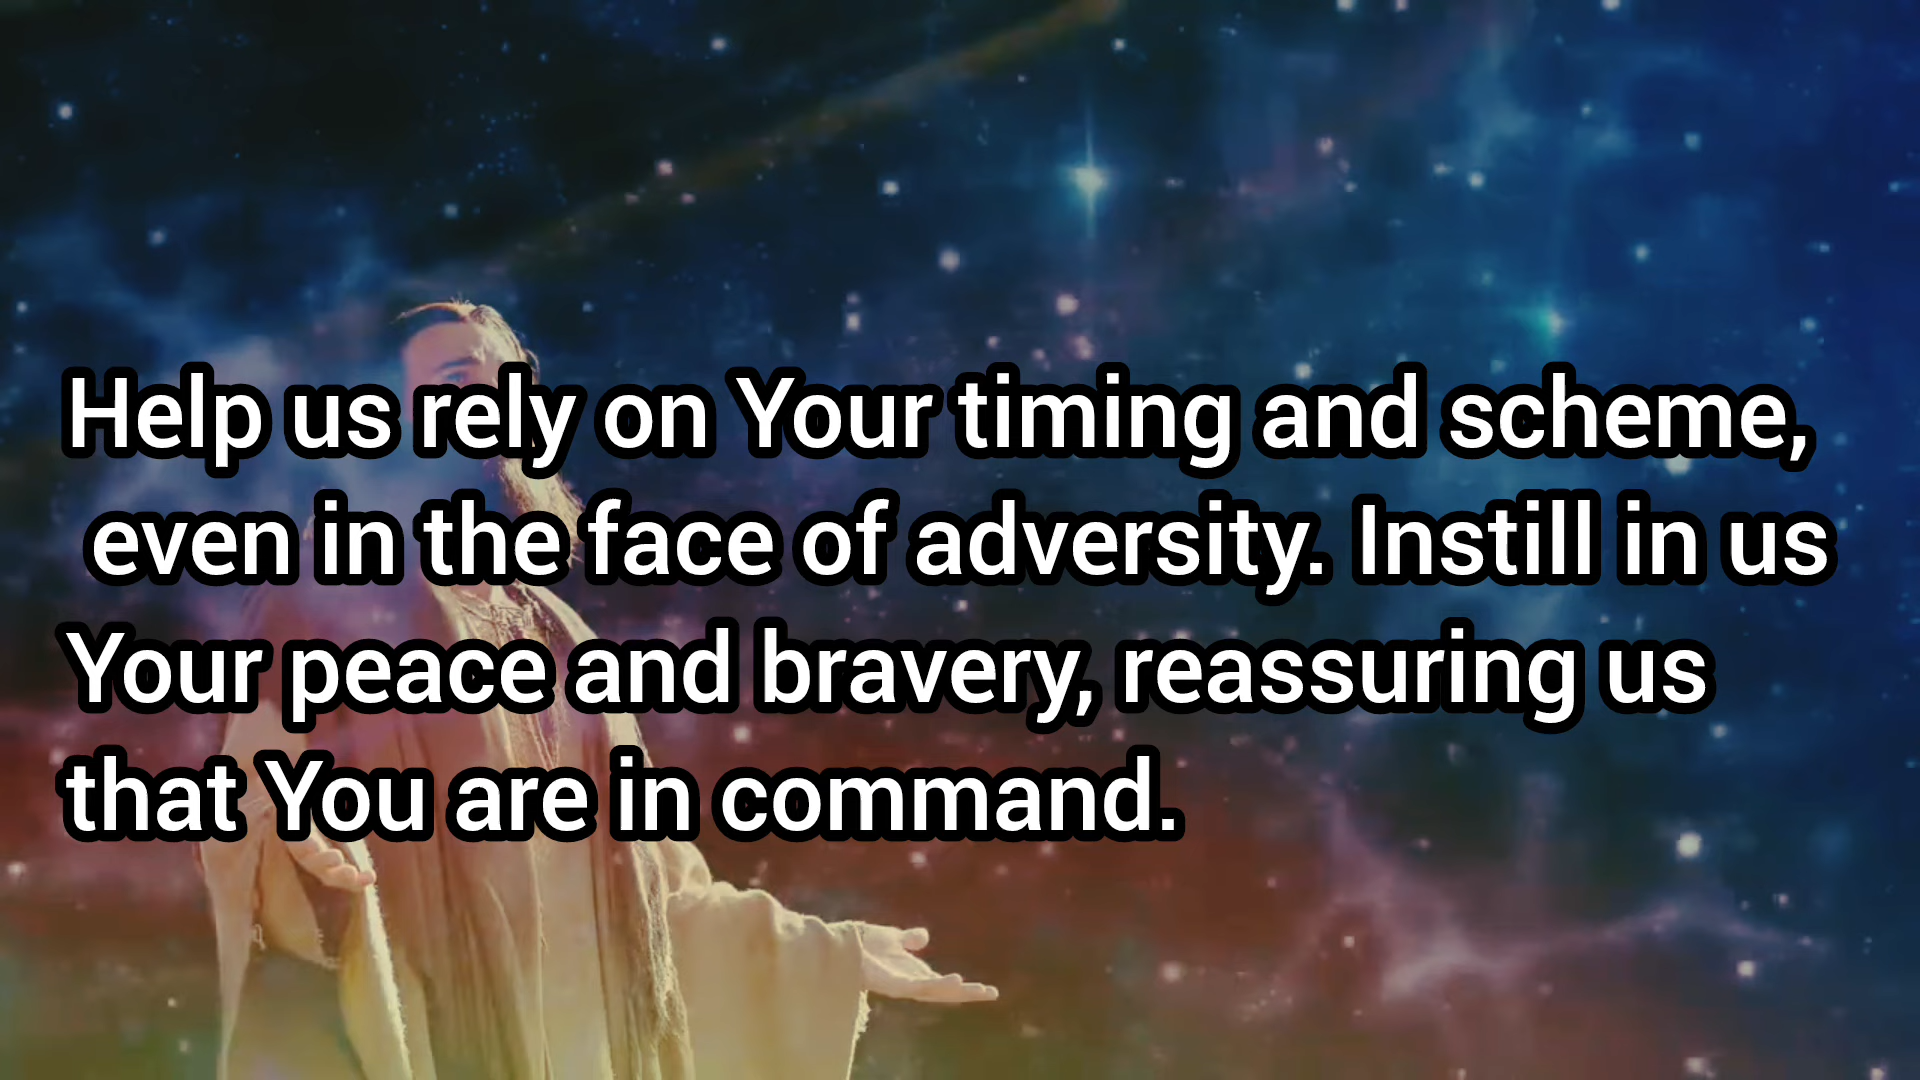 Help us rely on Your timing and scheme,
even in the face of adversity. Instill in us
Your peace and bravery, reassuring us
that You are in command.